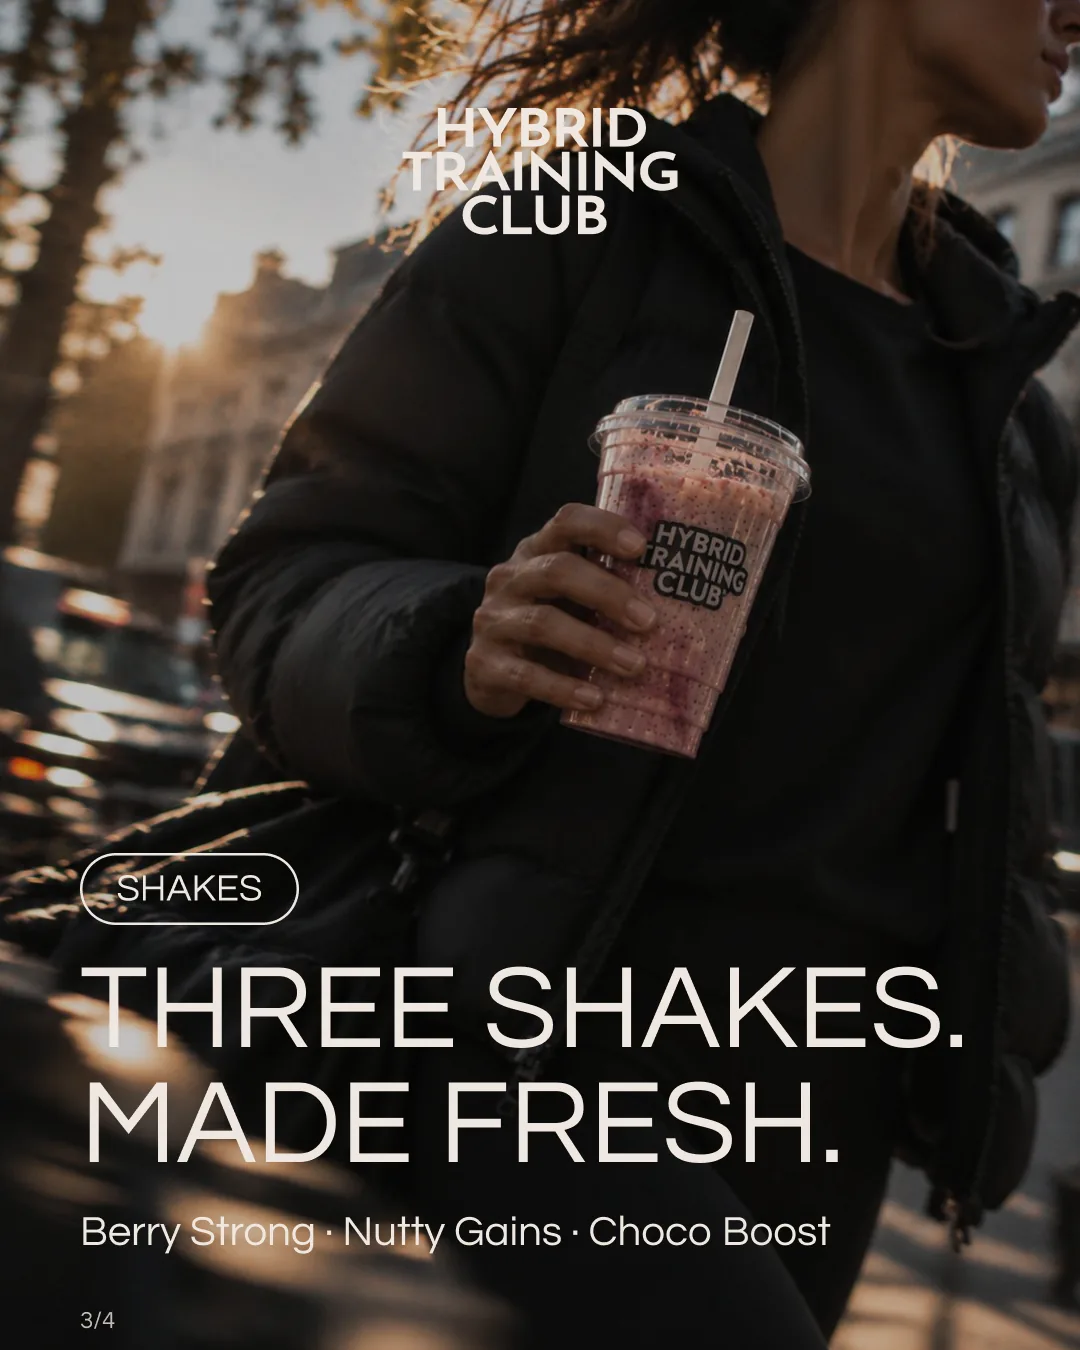 HYBRID
TRAINING
CLUB
HYBRID
TRAINING
CLUB
SHAKES
THREE SHAKES.
MADE FRESH.
Berry Strong · Nutty Gains · Choco Boost
3/4